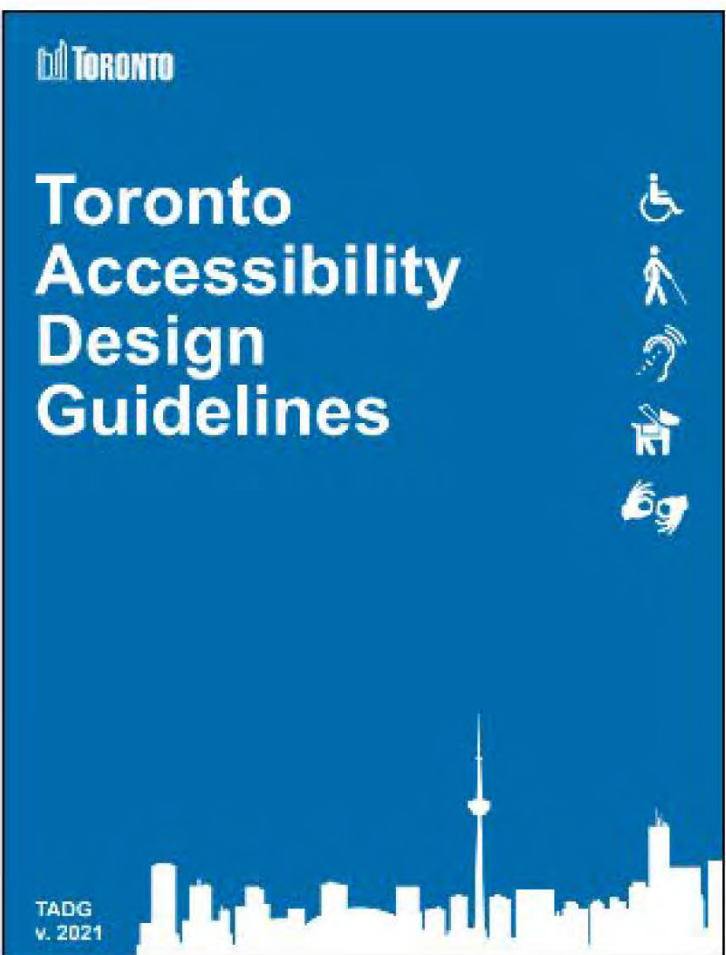 TORONTO
Toronto
Accessibility
Design
Guidelines
TADG
v. 2021